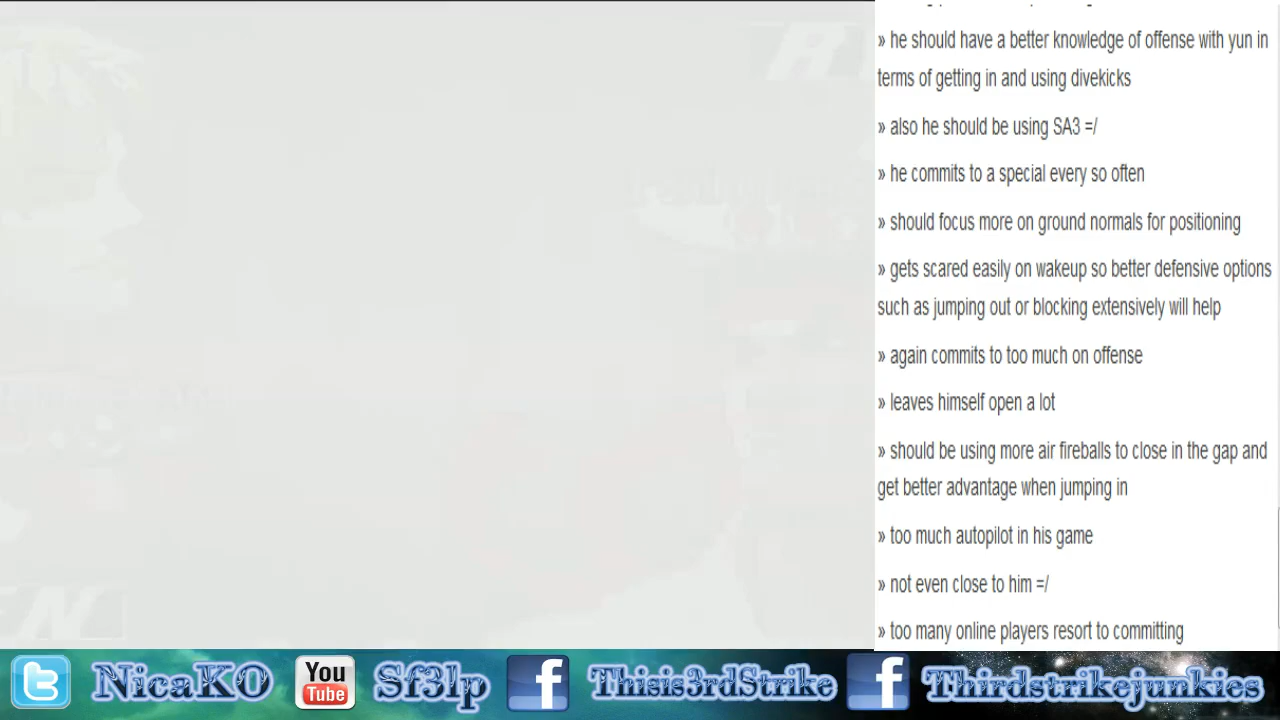 » he should have a better knowledge of offense with yun in
terms of getting in and using divekicks
» also he should be using SA3 =/
» he commits to a special every so often
» should focus more on ground normals for positioning
» gets scared easily on wakeup so better defensive options
such as jumping out or blocking extensively will help
» again commits to too much on offense
» leaves himself open a lot
» should be using more air fireballs to close in the gap and
get better advantage when jumping in
» too much autopilot in his game
» not even close to him =/
» too many online players resort to committing
NicaKO You Tube Sf3lp f Thisis3rdStrike f Thirdstrikejunkies